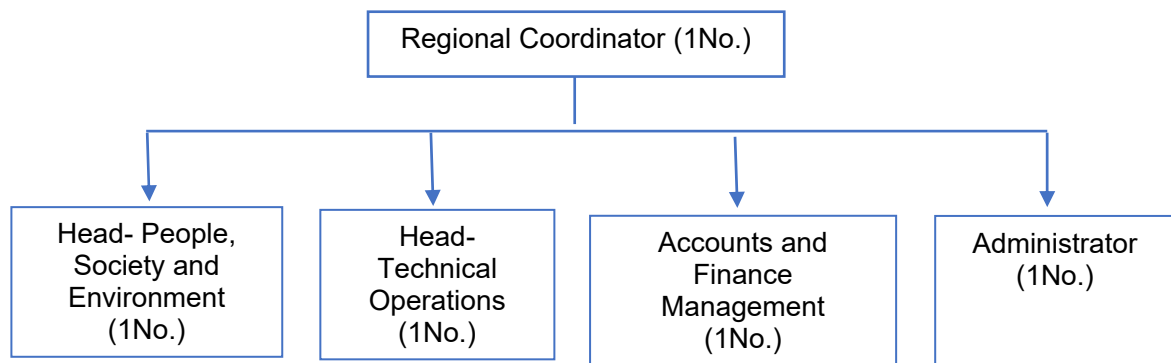 Regional Coordinator (1No.)
Head- People,
Society and
Environment
(1No.)
Head-
Technical
Operations
(1No.)
Accounts and
Finance
Management
(1No.)
Administrator
(1No.)